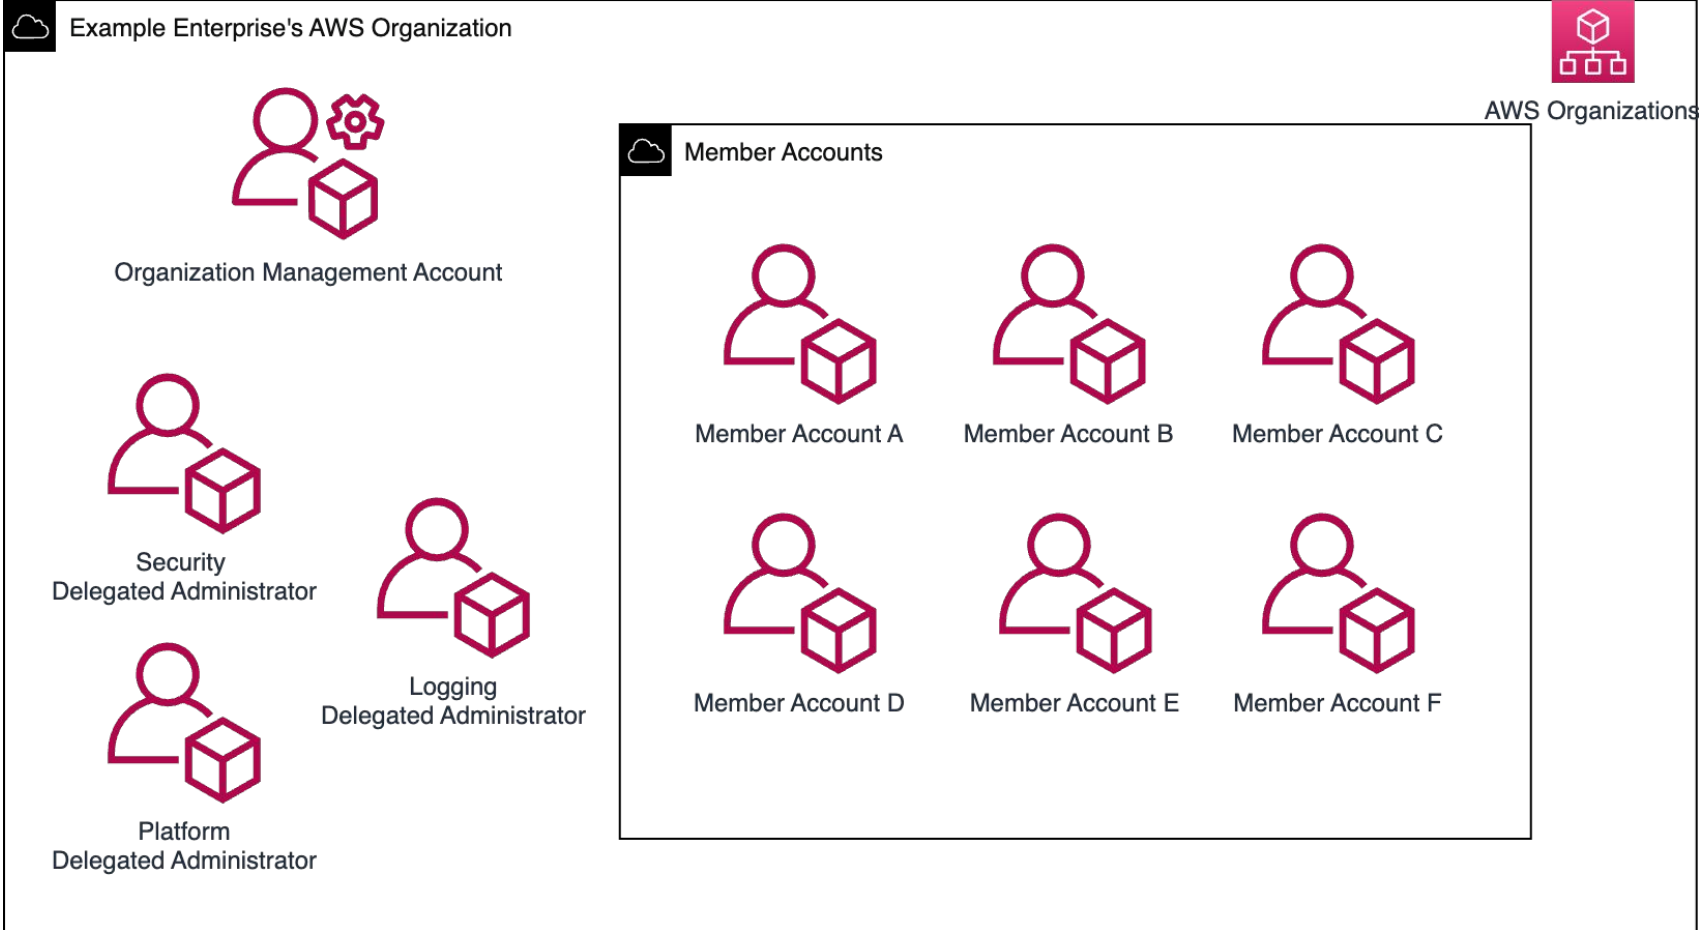 Example Enterprise's AWS Organization
AWS Organizations
Organization Management Account
Member Accounts
Member Account A
Member Account B
Member Account C
Security
Delegated Administrator
Logging
Delegated Administrator
Member Account D
Member Account E
Member Account F
Platform
Delegated Administrator